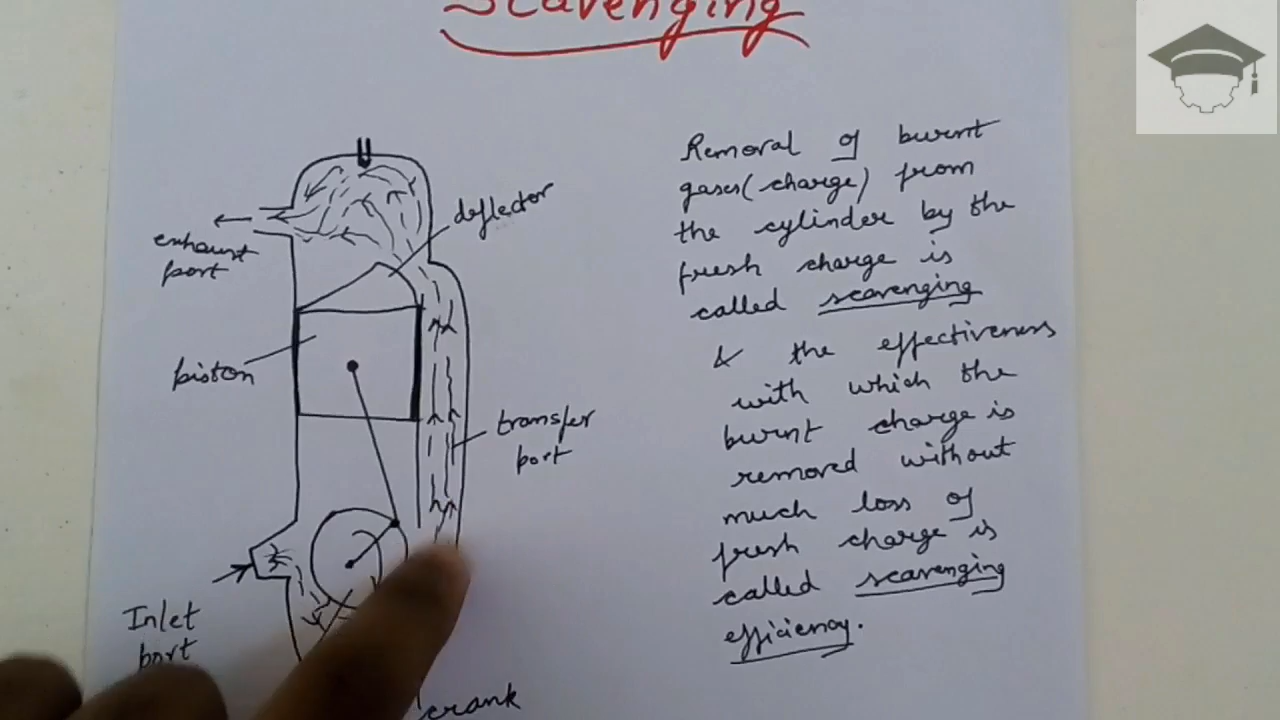 Scavenging
deflector
exhaust
port
piston
transfer
port
Inlet
port
crank
Removal of burnt
gases(charge) from
the cylinder by the
fresh charge is
called scavenging
& the effectiveness
with which the
burnt charge is
removed without
much loss of
fresh charge is
called scavenging
efficiency.